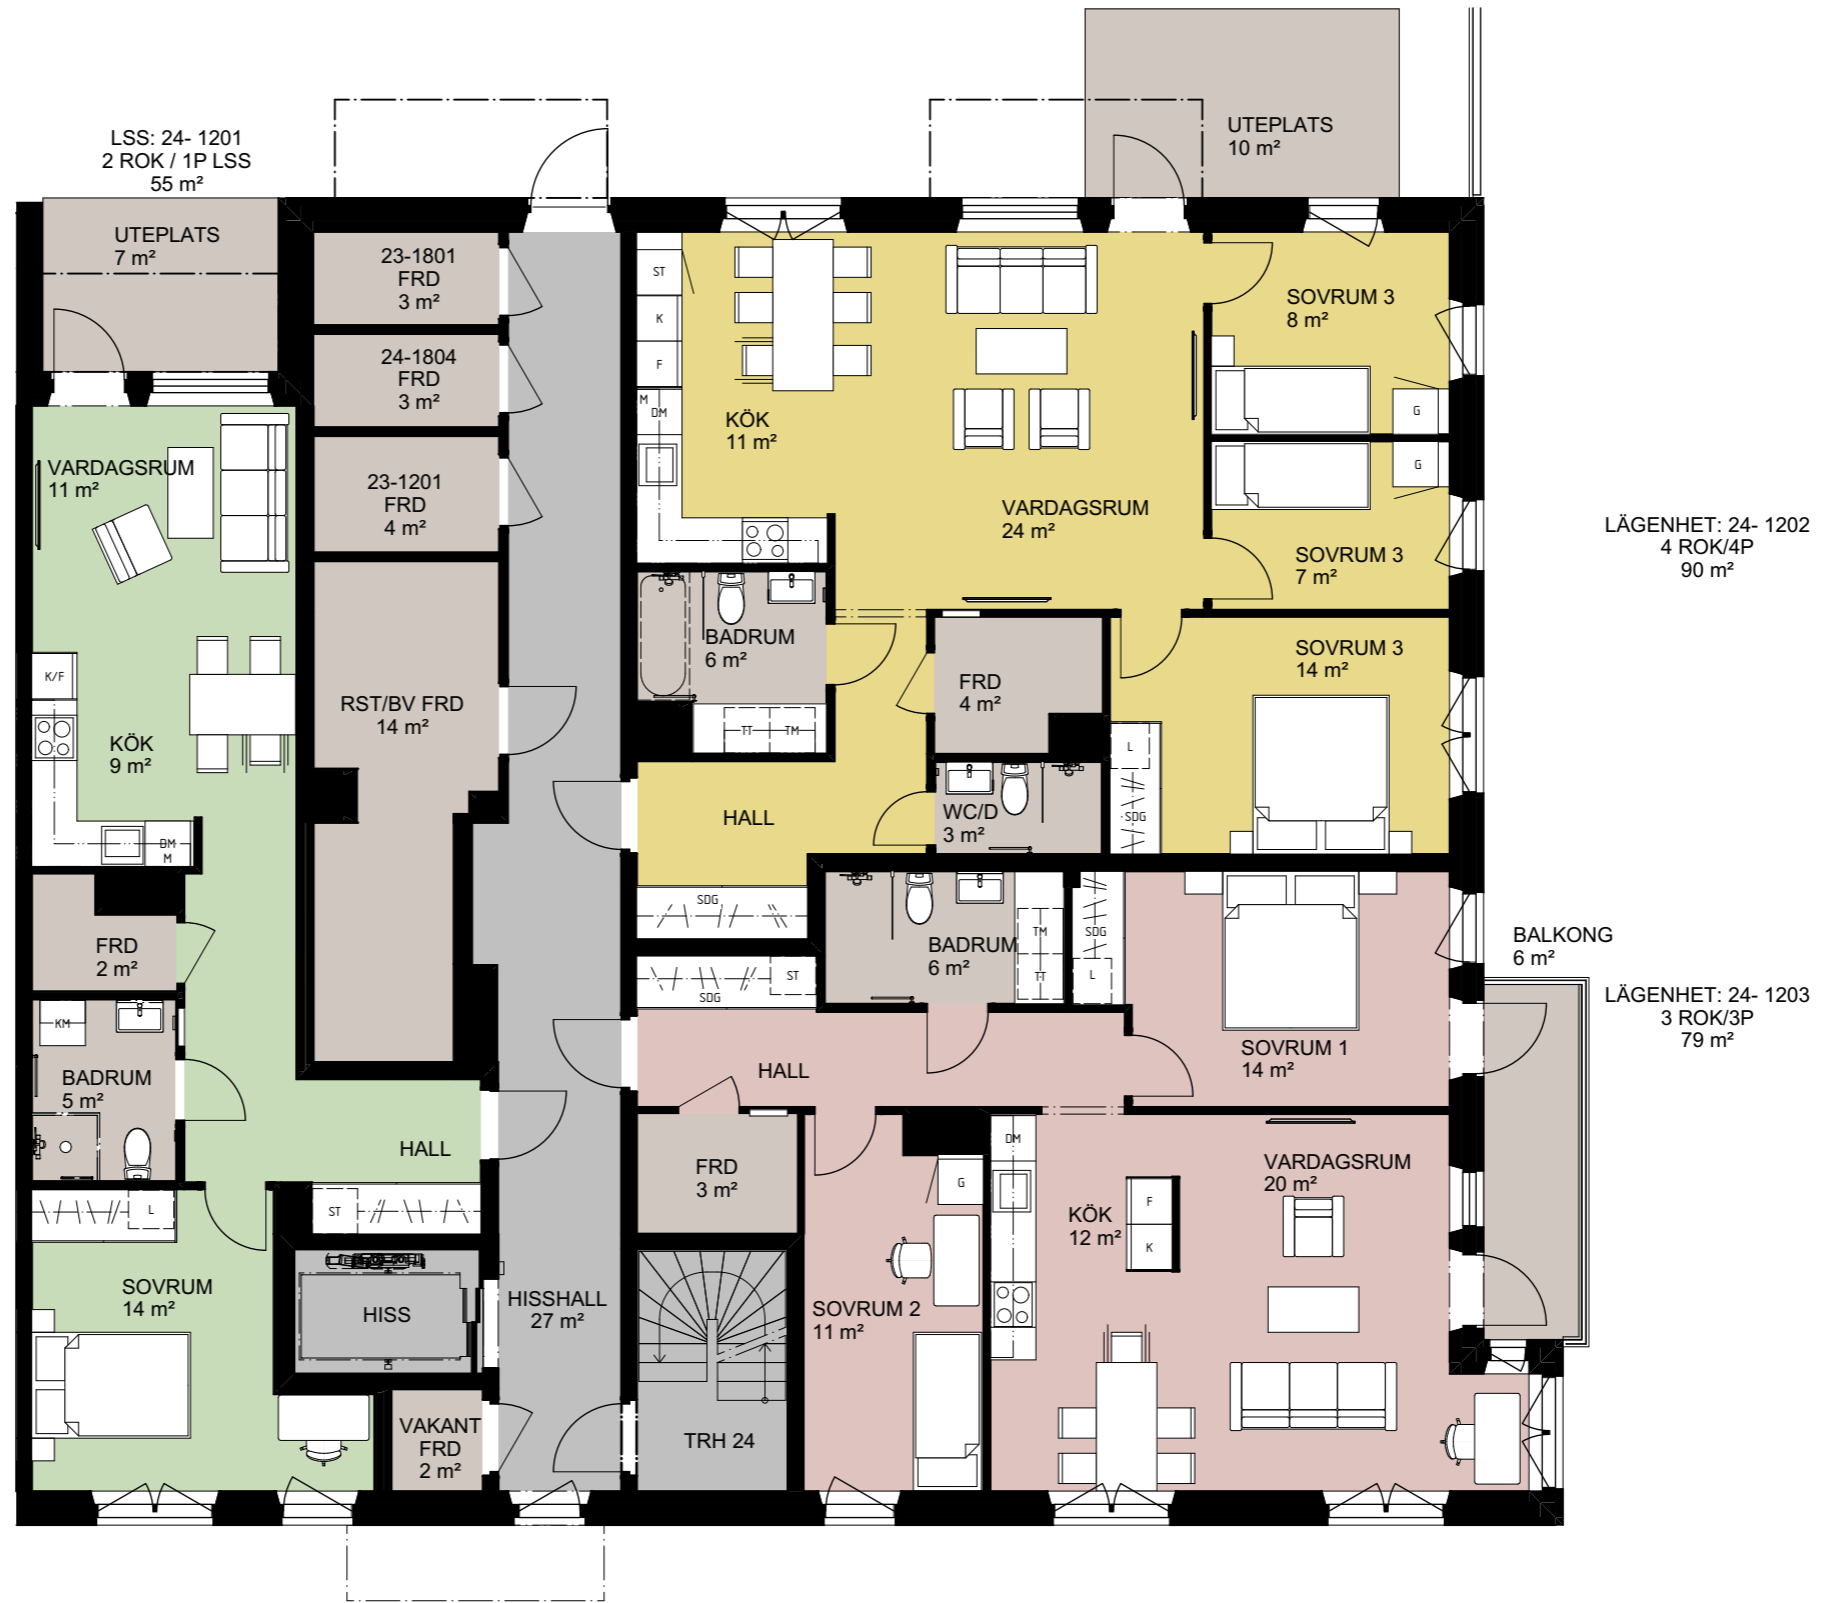 UTEPLATS
10 m²
LSS: 24- 1201
2 ROK / 1P LSS
55 m²
UTEPLATS
7 m²
23-1801
FRD
3 m²
24-1804
FRD
3 m²
23-1201
FRD
4 m²
RST/BV FRD
14 m²
VARDAGSRUM
11 m²
K/F
KÖK
9 m²
DM
M
FRD
2 m²
KM
BADRUM
5 m²
HALL
ST
L
SOVRUM
14 m²
HISS
HISSHALL
27 m²
VAKANT
FRD
2 m²
TRH 24
ST
K
F
M
DM
KÖK
11 m²
VARDAGSRUM
24 m²
SOVRUM 3
8 m²
G
G
SOVRUM 3
7 m²
SOVRUM 3
14 m²
L
SDG
BADRUM
6 m²
TT
TM
FRD
4 m²
WC/D
3 m²
HALL
SDG
LÄGENHET: 24- 1202
4 ROK/4P
90 m²
SDG
ST
BADRUM
6 m²
TM
TT
SDG
L
SOVRUM 1
14 m²
HALL
FRD
3 m²
SOVRUM 2
11 m²
G
DM
KÖK
12 m²
F
K
VARDAGSRUM
20 m²
BALKONG
6 m²
LÄGENHET: 24- 1203
3 ROK/3P
79 m²